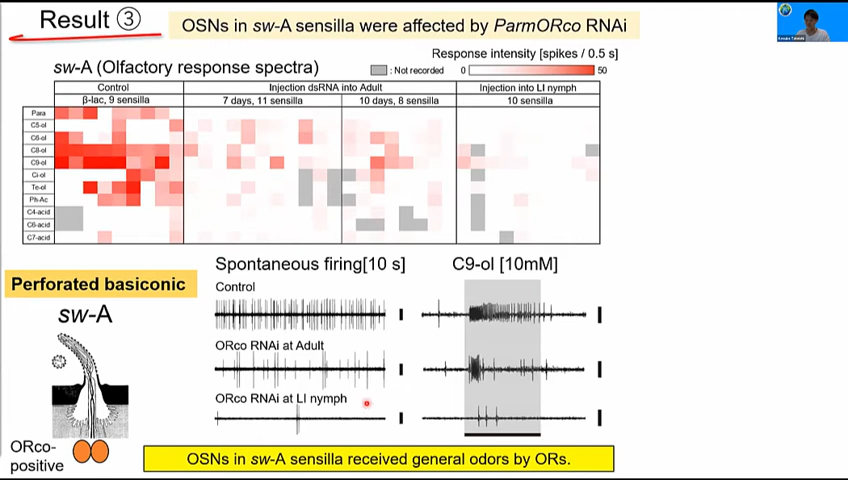 Result ③
OSNs in sw-A sensilla were affected by ParmORco RNAi
Response intensity [spikes / 0.5 s]
sw-A (Olfactory response spectra)
: Not recorded
0
50
Control
Injection dsRNA into Adult
Injection into LI nymph
β-lac, 9 sensilla
7 days, 11 sensilla
10 days, 8 sensilla
10 sensilla
Para
C5-ol
C6-ol
C8-ol
C9-ol
Ci-ol
Te-ol
Ph-Ac
C4-acid
C6-acid
C7-acid
Perforated basiconic
sw-A
ORco-
positive
Spontaneous firing[10 s]
C9-ol [10mM]
Control
ORco RNAi at Adult
ORco RNAi at LI nymph
OSNs in sw-A sensilla received general odors by ORs.